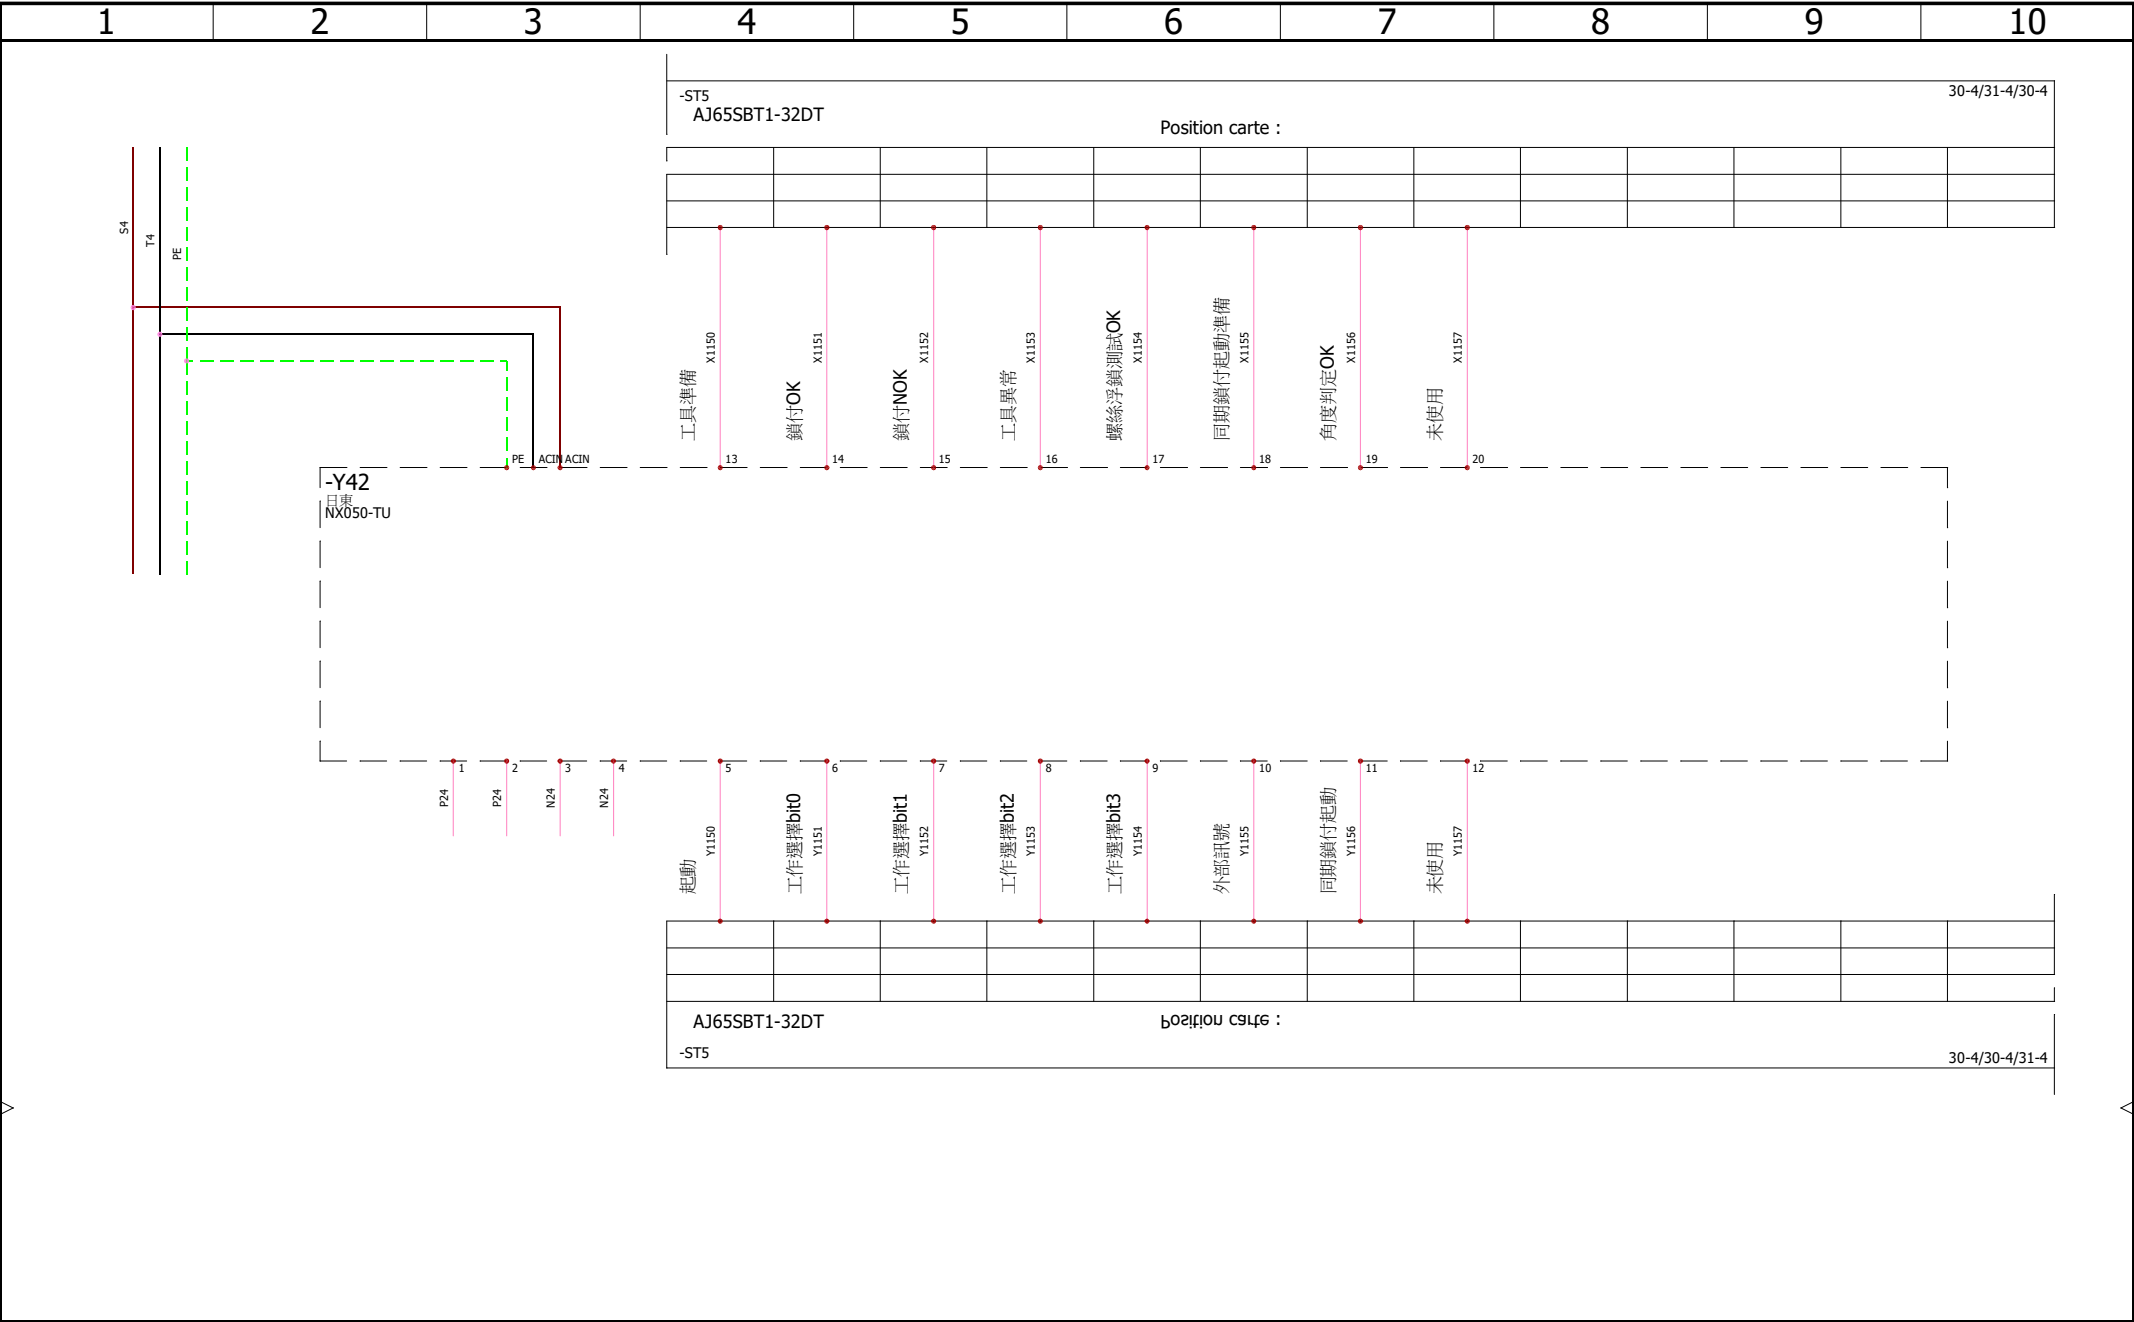 1 2 3 4 5 6 7 8 9 10
-ST5
30-4/31-4/30-4
AJ65SBT1-32DT
Position carte :
S4
T4
PE
工具準備
X1150
鎖付OK
X1151
鎖付NOK
X1152
工具異常
X1153
螺絲浮鎖測試OK
X1154
同期鎖付起動準備
X1155
角度判定OK
X1156
未使用
X1157
PE ACIN ACIN 13 14 15 16 17 18 19 20
-Y42
日東
NX050-TU
1 2 3 4 5 6 7 8 9 10 11 12
P24
P24
N24
N24
起動
Y1150
工作選擇bit0
Y1151
工作選擇bit1
Y1152
工作選擇bit2
Y1153
工作選擇bit3
Y1154
外部訊號
Y1155
同期鎖付起動
Y1156
未使用
Y1157
AJ65SBT1-32DT
Position carte :
-ST5
30-4/30-4/31-4